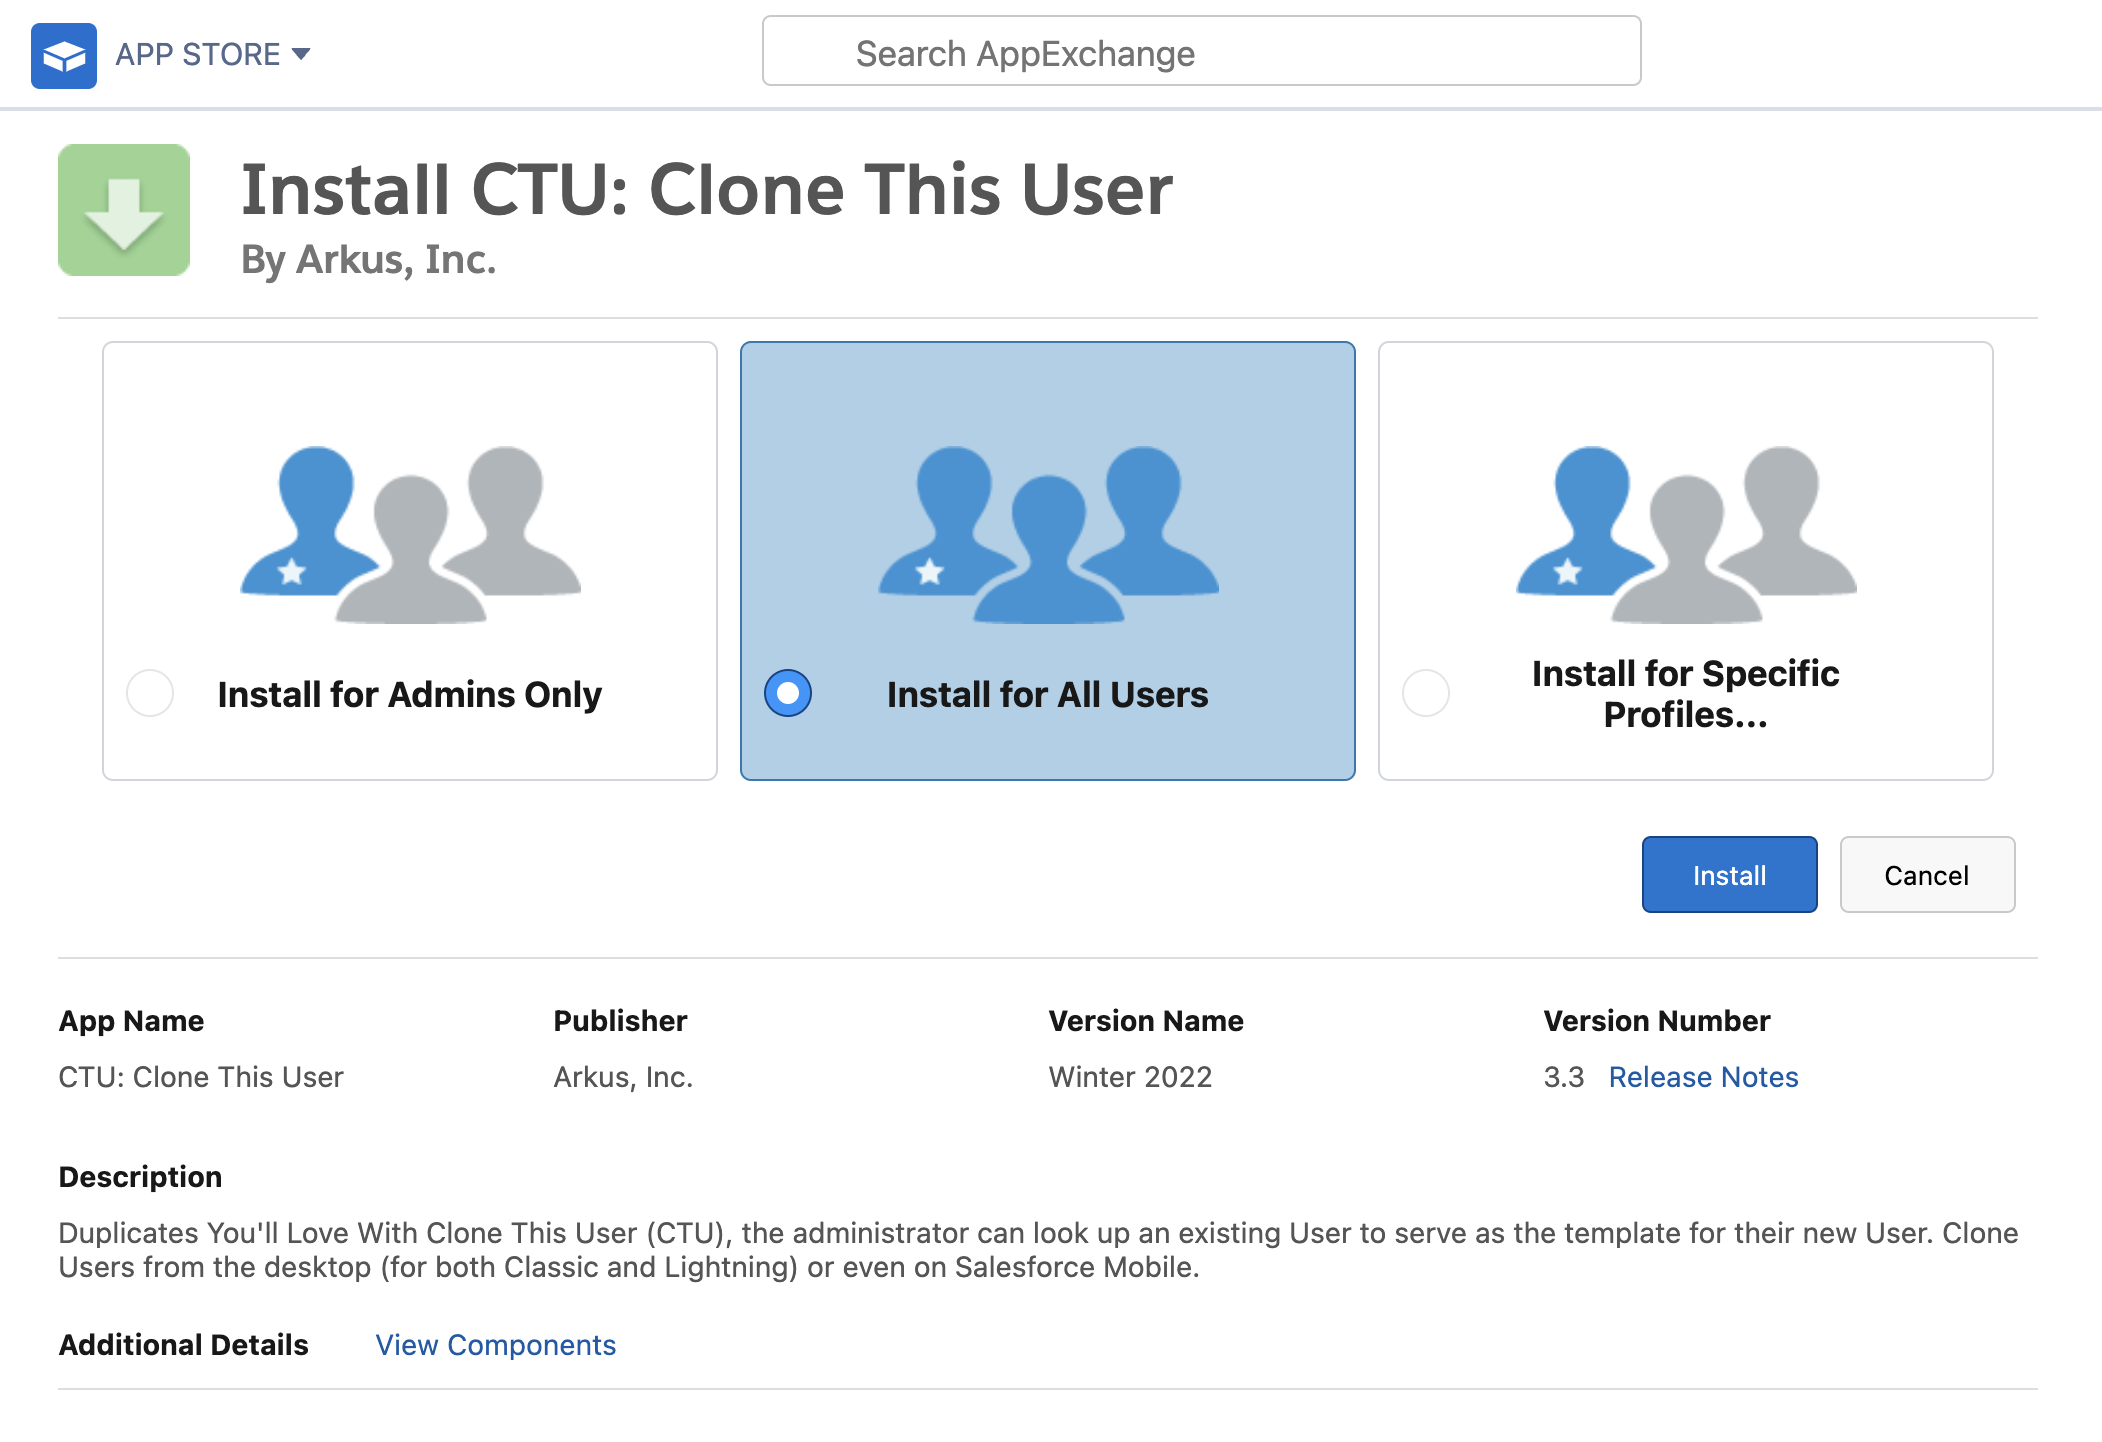 APP STORE
Search AppExchange
Install CTU: Clone This User
By Arkus, Inc.
Install for Admins Only
Install for All Users
Install for Specific
Profiles...
Install
Cancel
App Name
Publisher
Version Name
Version Number
CTU: Clone This User
Arkus, Inc.
Winter 2022
3.3 Release Notes
Description
Duplicates You'll Love With Clone This User (CTU), the administrator can look up an existing User to serve as the template for their new User. Clone
Users from the desktop (for both Classic and Lightning) or even on Salesforce Mobile.
Additional Details View Components